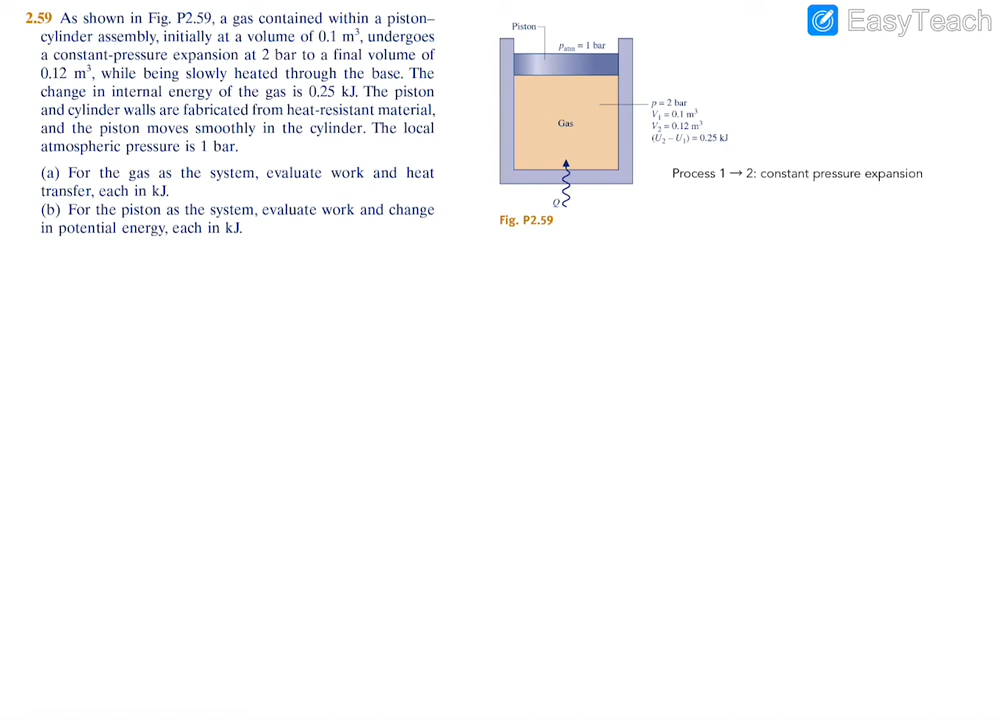 2.59 As shown in Fig. P2.59, a gas contained within a piston–
cylinder assembly, initially at a volume of 0.1 m³, undergoes
a constant-pressure expansion at 2 bar to a final volume of
0.12 m³, while being slowly heated through the base. The
change in internal energy of the gas is 0.25 kJ. The piston
and cylinder walls are fabricated from heat-resistant material,
and the piston moves smoothly in the cylinder. The local
atmospheric pressure is 1 bar.
(a) For the gas as the system, evaluate work and heat
transfer, each in kJ.
(b) For the piston as the system, evaluate work and change
in potential energy, each in kJ.
Piston
pₐₜₘ = 1 bar
Gas
p = 2 bar
V₁ = 0.1 m³
V₂ = 0.12 m³
(U₂ – U₁) = 0.25 kJ
Q
Fig. P2.59
Process 1 → 2: constant pressure expansion
EasyTeach